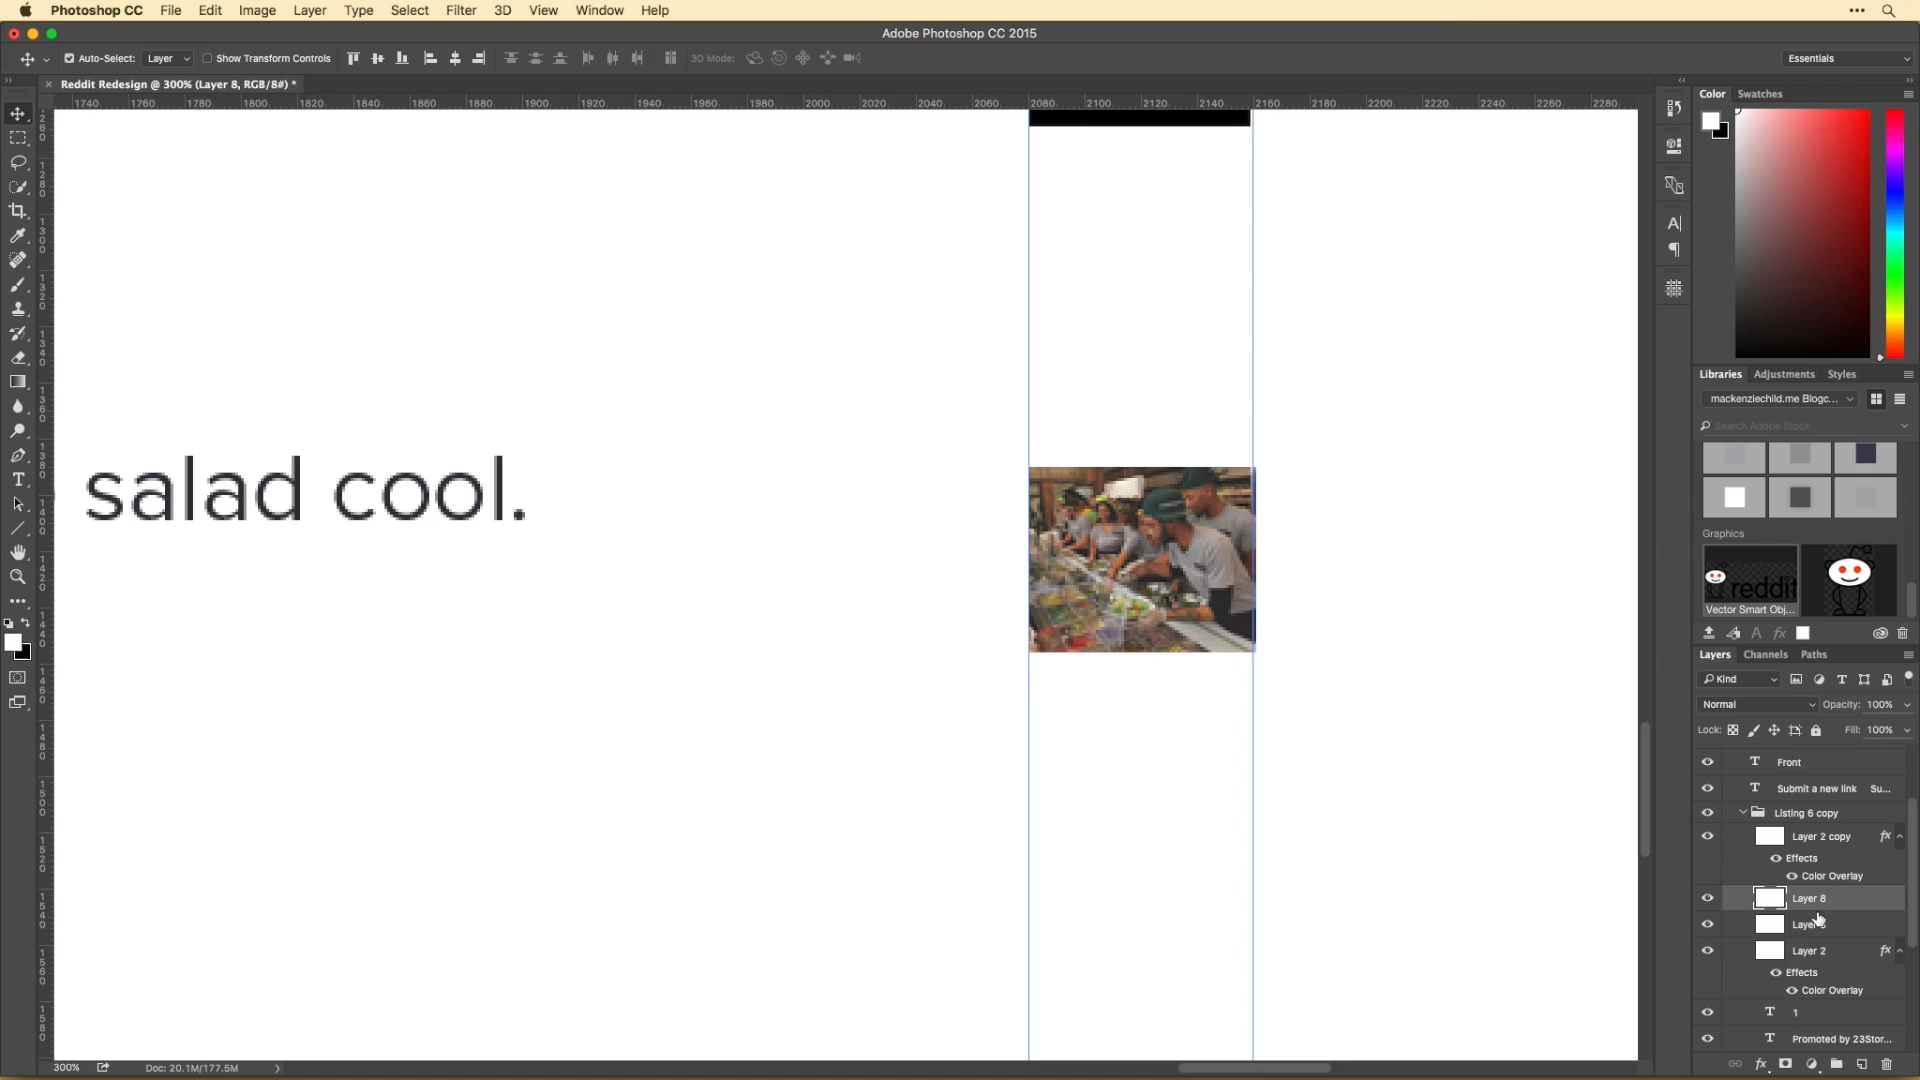 Photoshop CC File Edit Image Layer Type Select Filter 3D View Window Help
Adobe Photoshop CC 2015
Auto-Select: Layer Show Transform Controls 3D Mode: Essentials
Reddit Redesign @ 300% (Layer 8, RGB/8#) *
1740 1760 1780 1800 1820 1840 1860 1880 1900 1920 1940 1960 1980 2000 2020 2040 2060 2080 2100 2120 2140 2160 2180 2200 2220 2240 2260 2280
salad cool.
Color Swatches
Libraries Adjustments Styles
mackenziechild.me Blogc...
Search Adobe Stock
Graphics
reddit
Vector Smart Obj...
Layers Channels Paths
Kind
Normal Opacity: 100%
Lock: Fill: 100%
Front
Submit a new link Su...
Listing 6 copy
Layer 2 copy fx
Effects
Color Overlay
Layer 8
Layer 2 fx
Effects
Color Overlay
1
Promoted by 23Stor...
300% Doc: 20.1M/177.5M